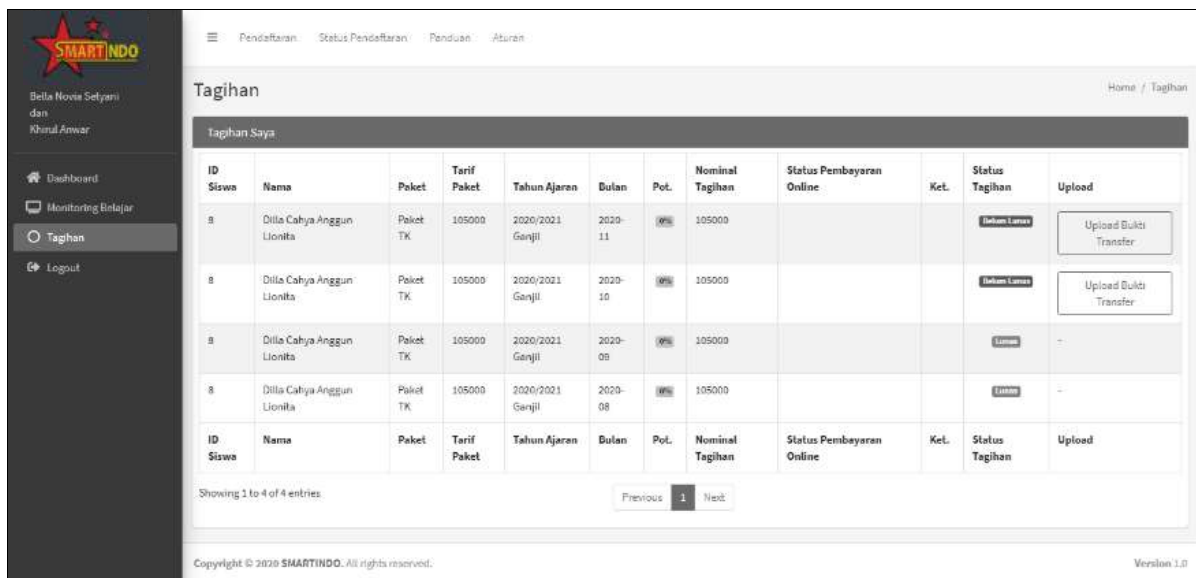 SMARTINDO
Bella Novia Setyani
dan
Khirul Anwar
Dashboard
Monitoring Belajar
Tagihan
Logout
Pendaftaran Status Pendaftaran Panduan Aturan
Tagihan
Home / Tagihan
Tagihan Saya
ID Siswa Nama Paket Tarif Paket Tahun Ajaran Bulan Pot. Nominal Tagihan Status Pembayaran Online Ket. Status Tagihan Upload
8 Dilla Cahya Anggun Lionita Paket TK 105000 2020/2021 Ganjil 2020-11 0% 105000 Belum Lunas Upload Bukti Transfer
8 Dilla Cahya Anggun Lionita Paket TK 105000 2020/2021 Ganjil 2020-10 0% 105000 Belum Lunas Upload Bukti Transfer
8 Dilla Cahya Anggun Lionita Paket TK 105000 2020/2021 Ganjil 2020-09 0% 105000 Lunas -
8 Dilla Cahya Anggun Lionita Paket TK 105000 2020/2021 Ganjil 2020-08 0% 105000 Lunas -
ID Siswa Nama Paket Tarif Paket Tahun Ajaran Bulan Pot. Nominal Tagihan Status Pembayaran Online Ket. Status Tagihan Upload
Showing 1 to 4 of 4 entries
Previous 1 Next
Copyright © 2020 SMARTINDO. All rights reserved.
Version 1.0